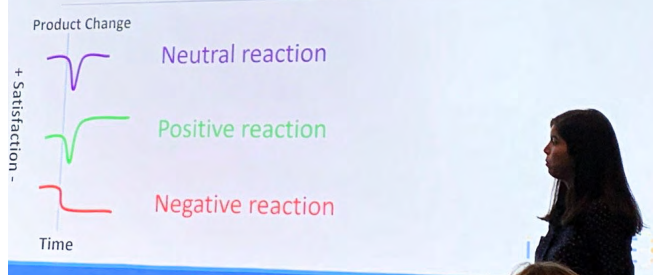 Product Change
Neutral reaction
+ Satisfaction -
Positive reaction
Negative reaction
Time